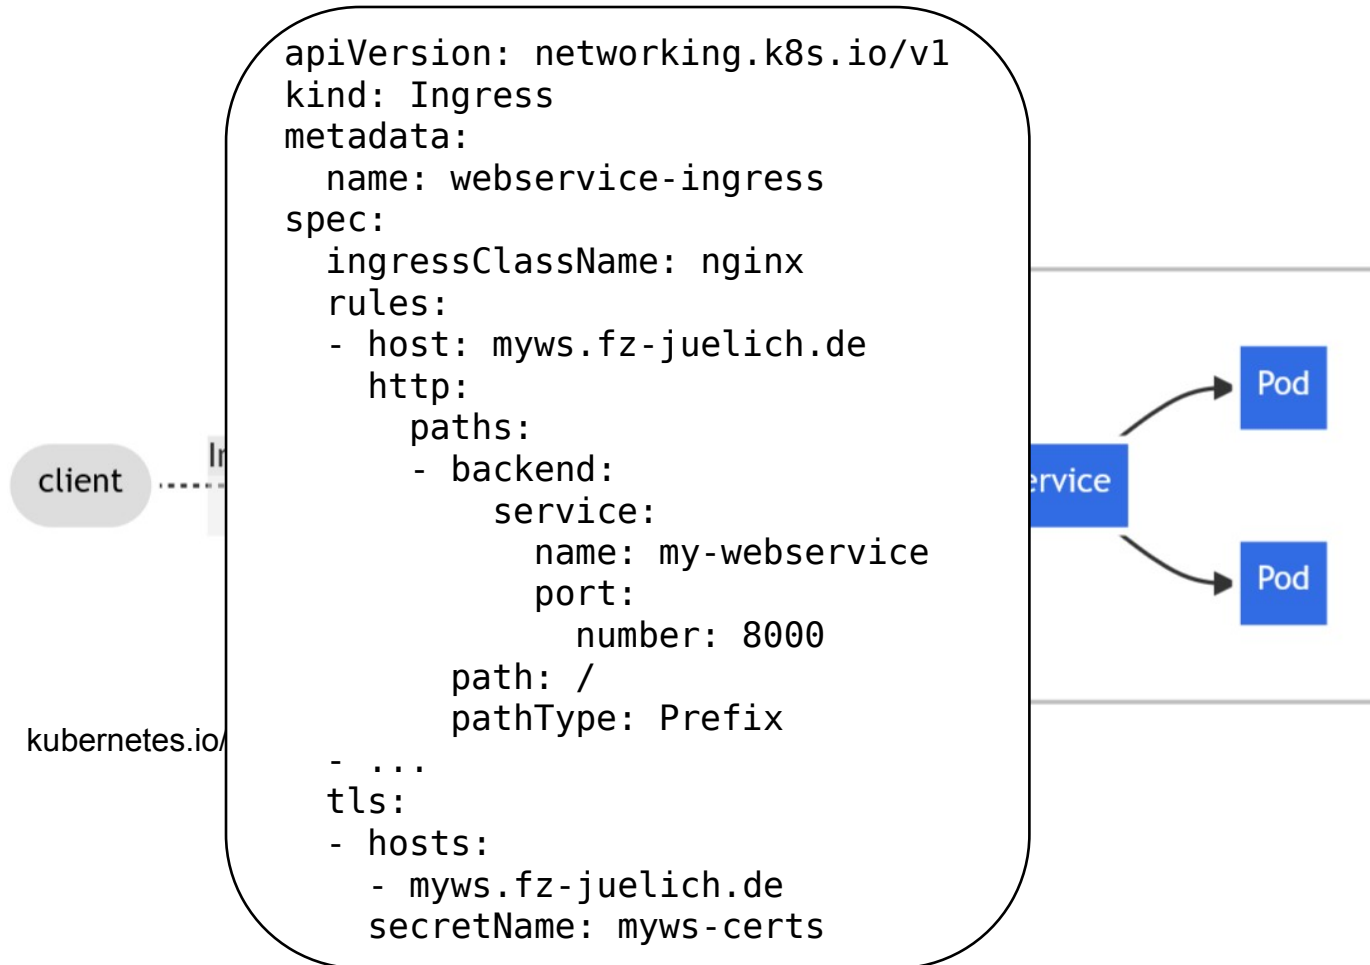 apiVersion: networking.k8s.io/v1
kind: Ingress
metadata:
  name: webservice-ingress
spec:
  ingressClassName: nginx
  rules:
  - host: myws.fz-juelich.de
    http:
      paths:
      - backend:
          service:
            name: my-webservice
            port:
              number: 8000
        path: /
        pathType: Prefix
  - ...
  tls:
  - hosts:
    - myws.fz-juelich.de
    secretName: myws-certs
client
ervice
Pod
Pod
kubernetes.io/